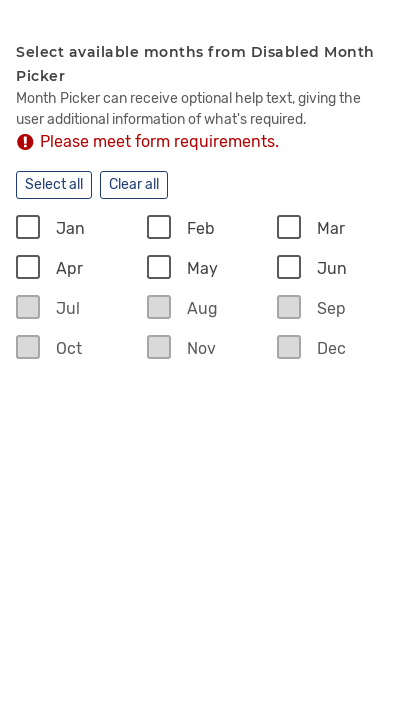 Select available months from Disabled Month
Picker
Month Picker can receive optional help text, giving the
user additional information of what's required.
Please meet form requirements.
Select all Clear all
Jan Feb Mar
Apr May Jun
Jul Aug Sep
Oct Nov Dec